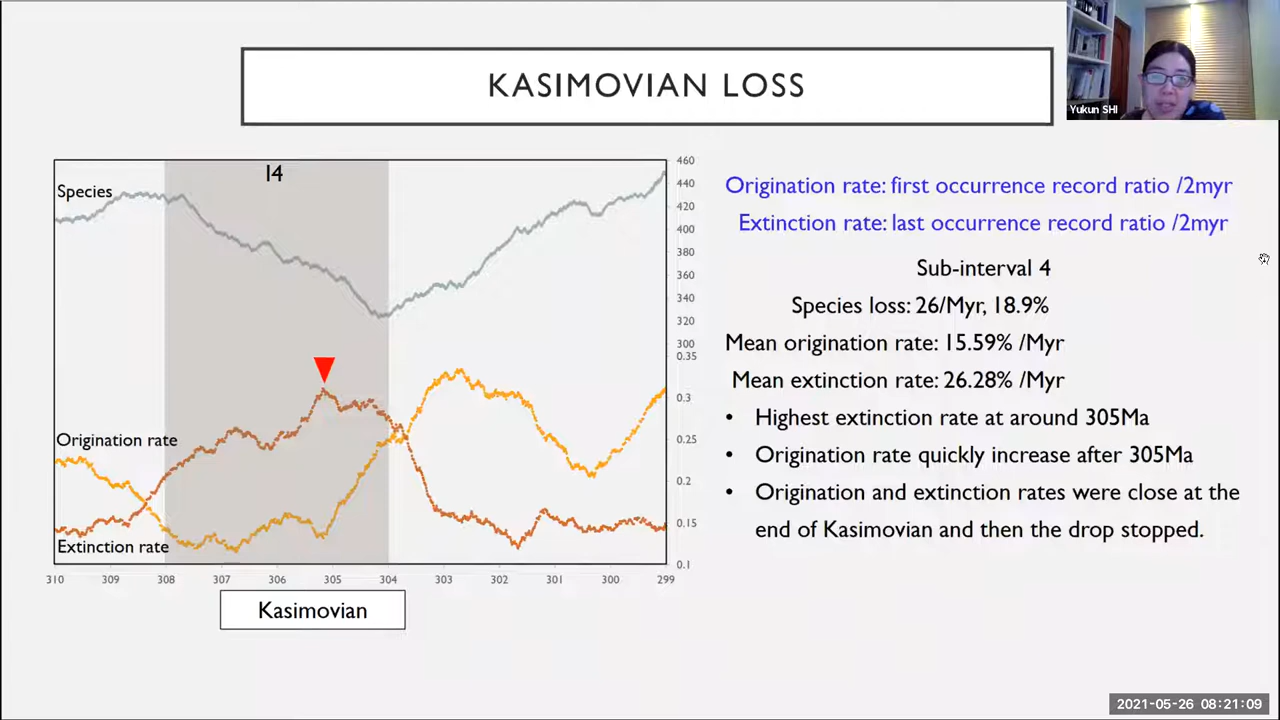 KASIMOVIAN LOSS
Yukun SHI
I4
Species
460
440
420
400
380
360
340
320
300
0.35
0.3
0.25
0.2
0.15
0.1
Origination rate
Extinction rate
310 309 308 307 306 305 304 303 302 301 300 299
Kasimovian
Origination rate: first occurrence record ratio /2myr
Extinction rate: last occurrence record ratio /2myr
Sub-interval 4
Species loss: 26/Myr, 18.9%
Mean origination rate: 15.59% /Myr
Mean extinction rate: 26.28% /Myr
• Highest extinction rate at around 305Ma
• Origination rate quickly increase after 305Ma
• Origination and extinction rates were close at the
end of Kasimovian and then the drop stopped.
2021-05-26 08:21:09